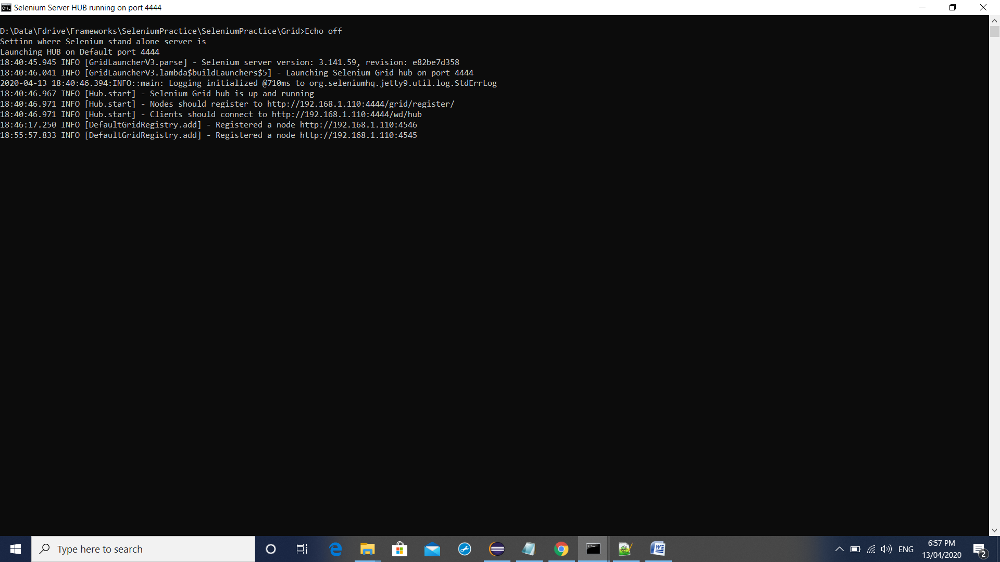 Selenium Server HUB running on port 4444
D:\Data\Fdrive\Frameworks\SeleniumPractice\SeleniumPractice\Grid>Echo off
Settinn where Selenium stand alone server is
Launching HUB on Default port 4444
18:40:45.945 INFO [GridLauncherV3.parse] - Selenium server version: 3.141.59, revision: e82be7d358
18:40:46.041 INFO [GridLauncherV3.lambda$buildLaunchers$5] - Launching Selenium Grid hub on port 4444
2020-04-13 18:40:46.394:INFO::main: Logging initialized @710ms to org.seleniumhq.jetty9.util.log.StdErrLog
18:40:46.967 INFO [Hub.start] - Selenium Grid hub is up and running
18:40:46.971 INFO [Hub.start] - Nodes should register to http://192.168.1.110:4444/grid/register/
18:40:46.971 INFO [Hub.start] - Clients should connect to http://192.168.1.110:4444/wd/hub
18:46:17.250 INFO [DefaultGridRegistry.add] - Registered a node http://192.168.1.110:4546
18:55:57.833 INFO [DefaultGridRegistry.add] - Registered a node http://192.168.1.110:4545
Type here to search
ENG
6:57 PM
13/04/2020
2